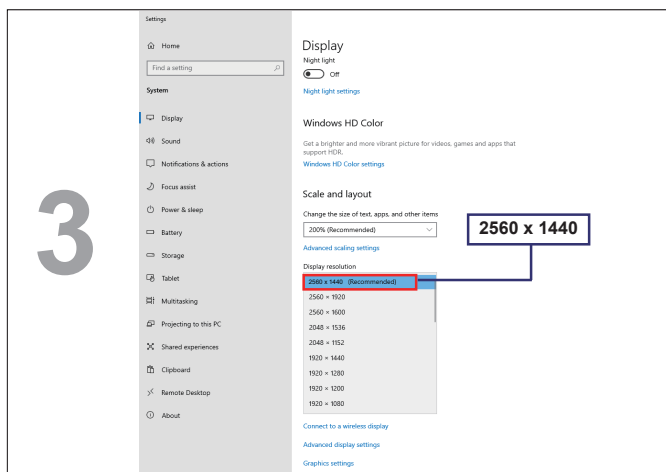 Settings
Home
Find a setting
System
Display
Sound
Notifications & actions
Focus assist
Power & sleep
Battery
Storage
Tablet
Multitasking
Projecting to this PC
Shared experiences
Clipboard
Remote Desktop
About
3
Display
Night light
Off
Night light settings
Windows HD Color
Get a brighter and more vibrant picture for videos, games and apps that
support HDR.
Windows HD Color settings
Scale and layout
Change the size of text, apps, and other items
200% (Recommended)
Advanced scaling settings
Display resolution
2560 x 1440 (Recommended)
2560 × 1920
2560 × 1600
2048 × 1536
2048 × 1152
1920 × 1440
1920 × 1280
1920 × 1200
1920 × 1080
Connect to a wireless display
Advanced display settings
Graphics settings
2560 x 1440